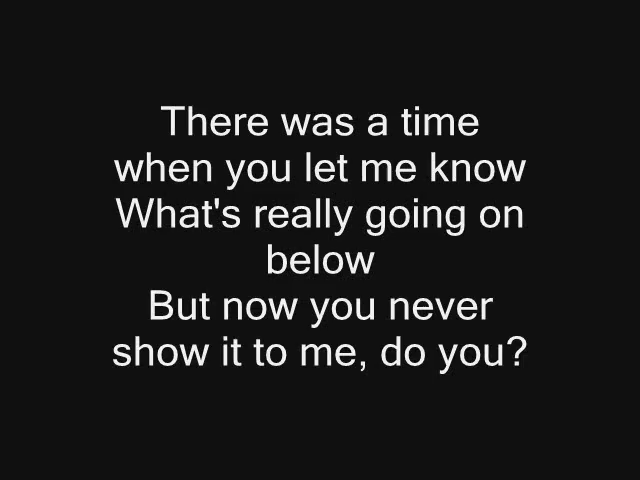 There was a time
when you let me know
What's really going on
below
But now you never
show it to me, do you?